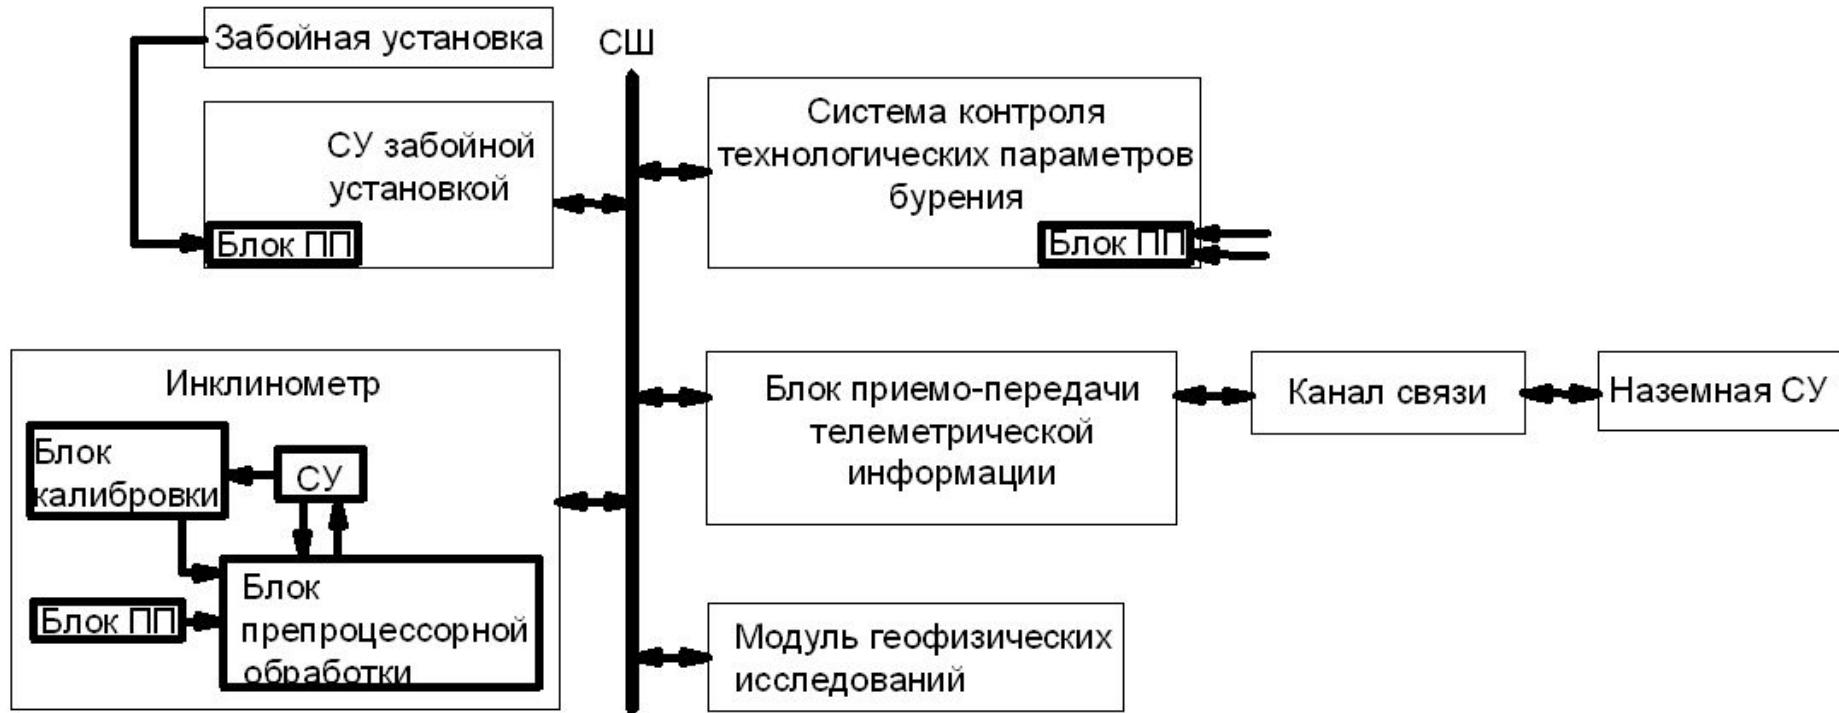 Забойная установка
СШ
СУ забойной
установкой
Блок ПП
Система контроля
технологических параметров
бурения
Блок ПП
Инклинометр
Блок
калибровки
СУ
Блок ПП
Блок
препроцессорной
обработки
Блок приемо-передачи
телеметрической
информации
Канал связи
Наземная СУ
Модуль геофизических
исследований